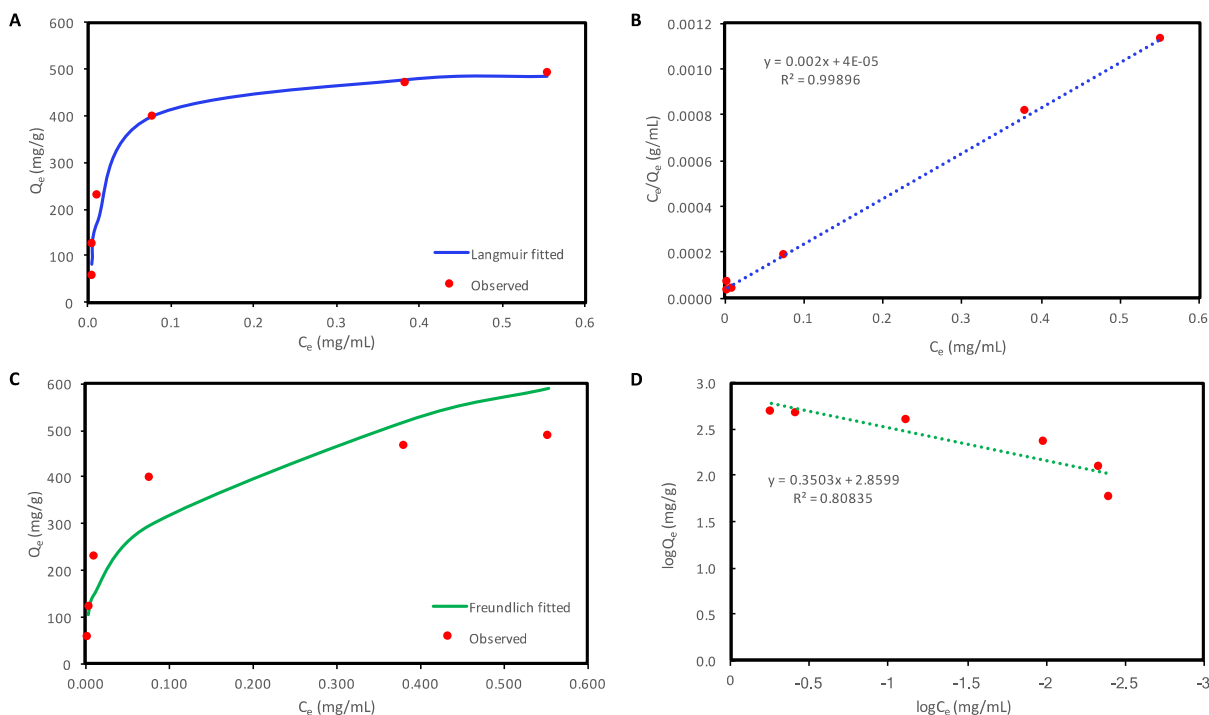 A
600
500
400
300
200
100
0
Qe (mg/g)
Langmuir fitted
Observed
0.0 0.1 0.2 0.3 0.4 0.5 0.6
Ce (mg/mL)
B
0.0012
0.0010
0.0008
0.0006
0.0004
0.0002
0.0000
Ce/Qe (g/mL)
y = 0.002x + 4E-05
R² = 0.99896
0 0.1 0.2 0.3 0.4 0.5 0.6
Ce (mg/mL)
C
600
500
400
300
200
100
0
Qe (mg/g)
Freundlich fitted
Observed
0.000 0.100 0.200 0.300 0.400 0.500 0.600
Ce (mg/mL)
D
3.0
2.5
2.0
1.5
1.0
0.5
0.0
logQe (mg/g)
y = 0.3503x + 2.8599
R² = 0.80835
0 -0.5 -1 -1.5 -2 -2.5 -3
logCe (mg/mL)